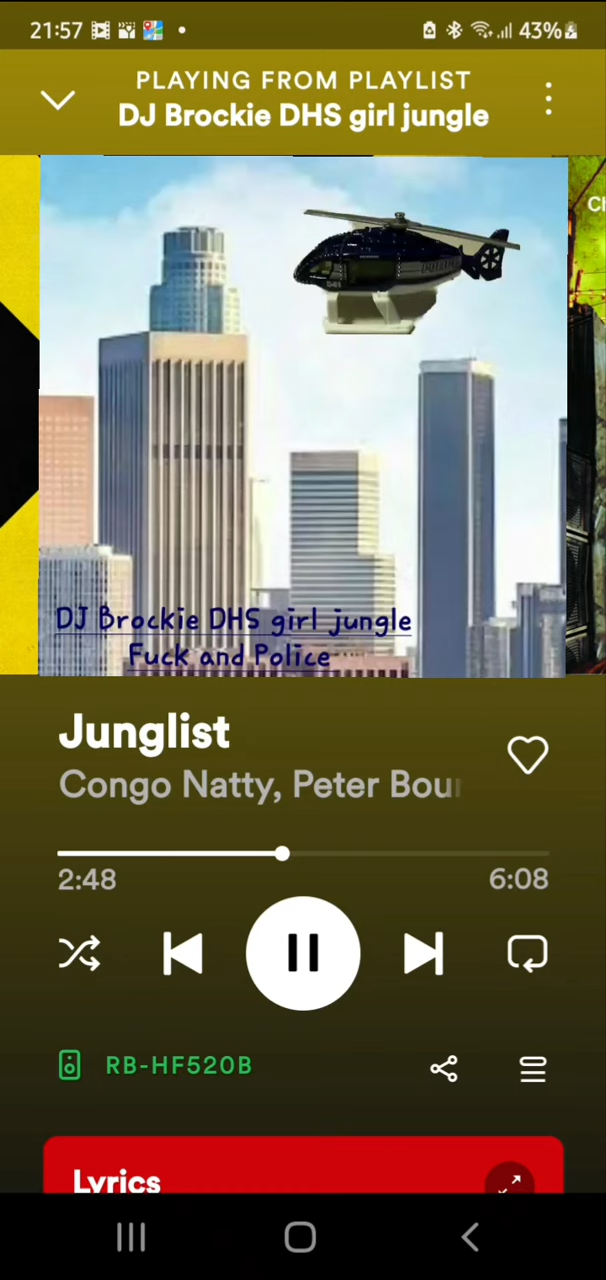 21:57
43%
PLAYING FROM PLAYLIST
DJ Brockie DHS girl jungle
DJ Brockie DHS girl jungle
Fuck and Police
Junglist
Congo Natty, Peter Bou
2:48
6:08
RB-HF520B
Lyrics